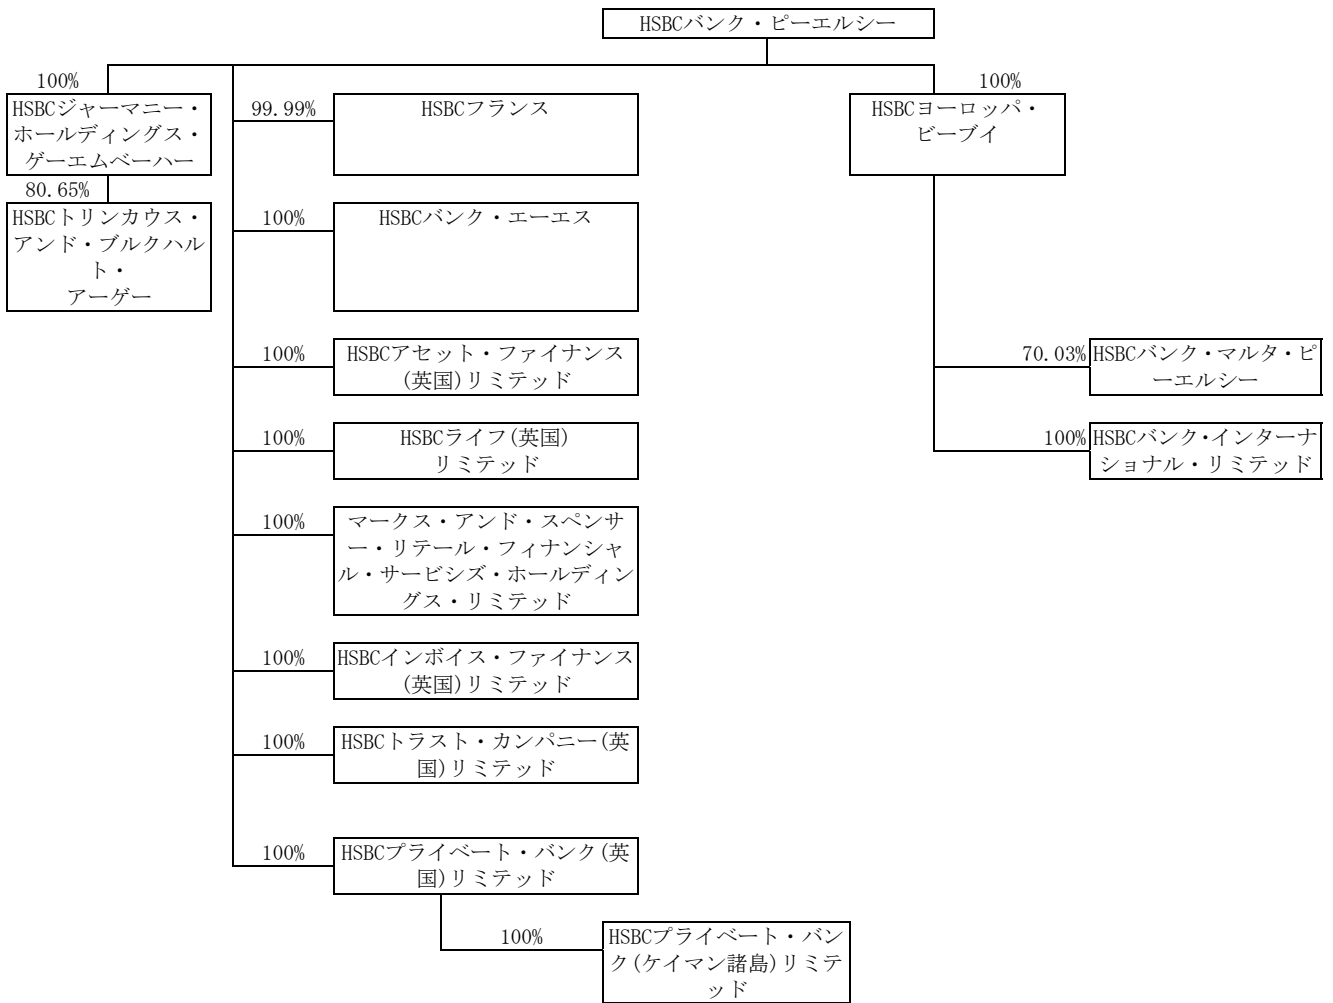 HSBCバンク・ピーエルシー
100%
100%
HSBCジャーマニー・
ホールディングス・
ゲーエムベーハー
99.99%
HSBCフランス
HSBCヨーロッパ・
ビーブイ
80.65%
HSBCトリンカウス・
アンド・ブルクハル
ト・
アーゲー
100%
HSBCバンク・エーエス
100%
HSBCアセット・ファイナンス
(英国)リミテッド
70.03%
HSBCバンク・マルタ・ピ
ーエルシー
100%
HSBCライフ(英国)
リミテッド
100%
HSBCバンク・インターナ
ショナル・リミテッド
100%
マークス・アンド・スペンサ
ー・リテール・フィナンシャ
ル・サービシズ・ホールディン
グス・リミテッド
100%
HSBCインボイス・ファイナンス
(英国)リミテッド
100%
HSBCトラスト・カンパニー(英
国)リミテッド
100%
HSBCプライベート・バンク(英
国)リミテッド
100%
HSBCプライベート・バン
ク(ケイマン諸島)リミテ
ッド